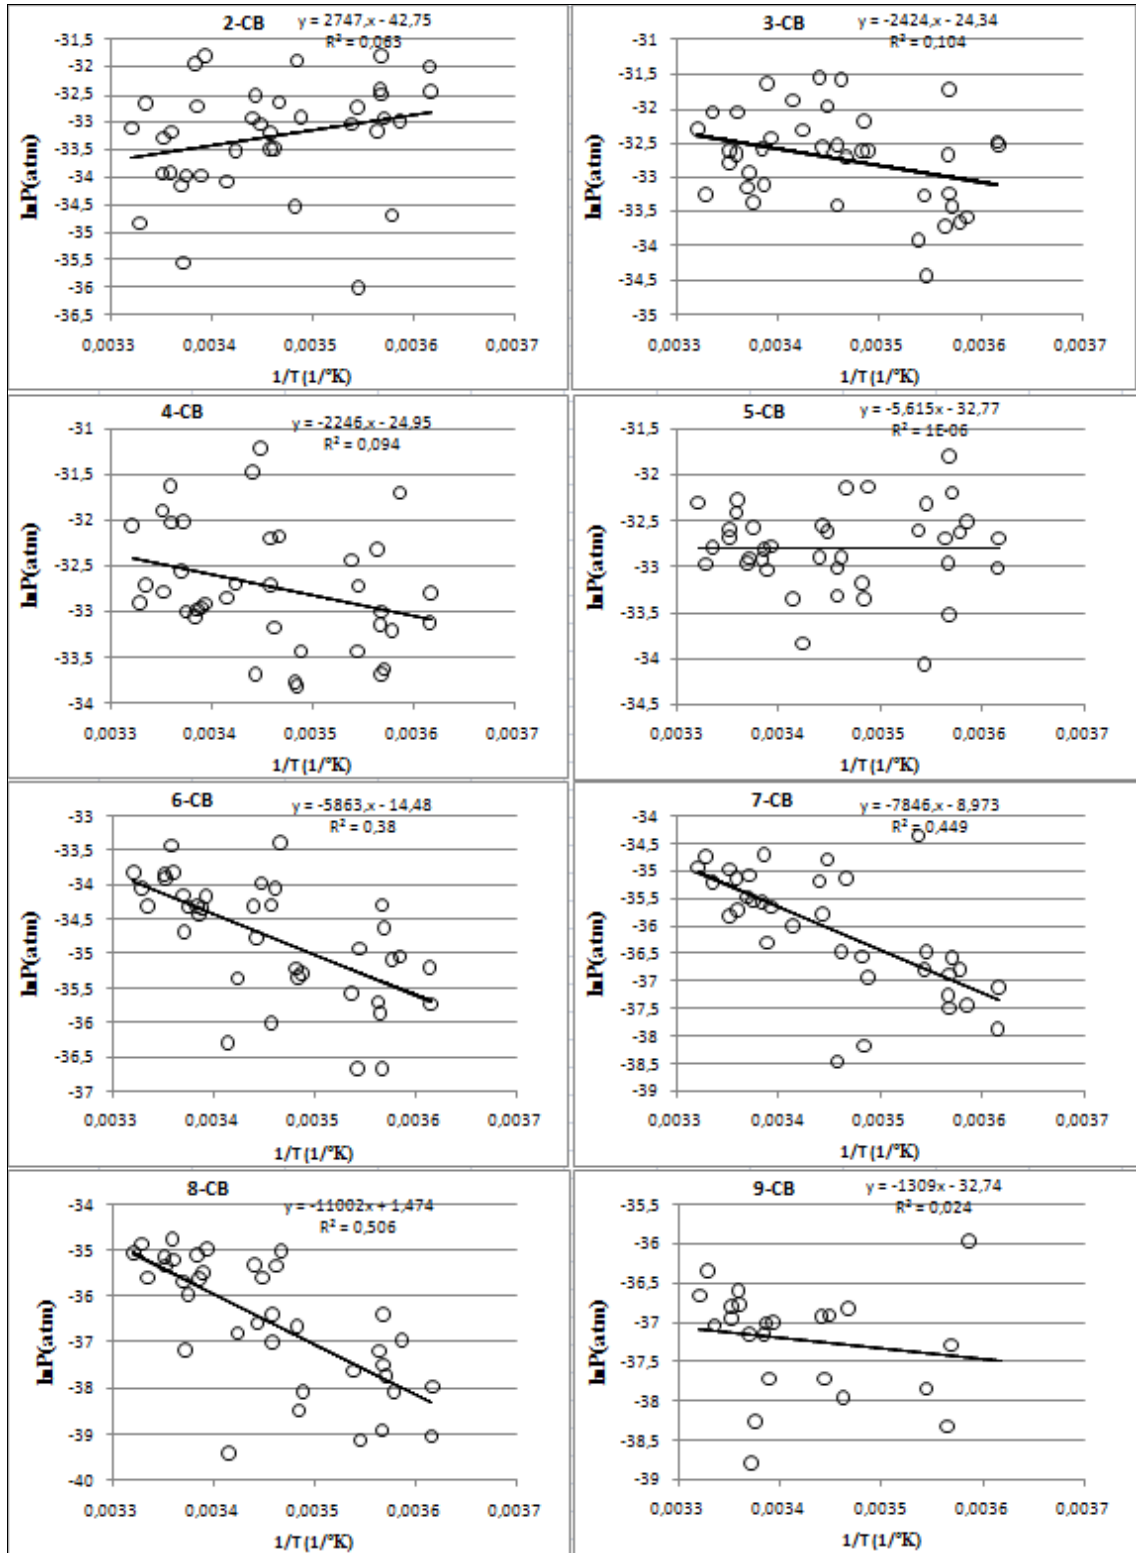 2-CB
y = 2747,x - 42,75
R² = 0,063
-31,5
-32
-32,5
-33
-33,5
-34
-34,5
-35
-35,5
-36
-36,5
lnP(atm)
0,0033 0,0034 0,0035 0,0036 0,0037
1/T (1/°K)
3-CB
y = -2424,x - 24,34
R² = 0,104
-31
-31,5
-32
-32,5
-33
-33,5
-34
-34,5
-35
lnP(atm)
0,0033 0,0034 0,0035 0,0036 0,0037
1/T (1/°K)
4-CB
y = -2246,x - 24,95
R² = 0,094
-31
-31,5
-32
-32,5
-33
-33,5
-34
lnP(atm)
0,0033 0,0034 0,0035 0,0036 0,0037
1/T (1/°K)
5-CB
y = -5,615x - 32,77
R² = 1E-06
-31,5
-32
-32,5
-33
-33,5
-34
-34,5
lnP(atm)
0,0033 0,0034 0,0035 0,0036 0,0037
1/T (1/°K)
6-CB
y = -5863,x - 14,48
R² = 0,38
-33
-33,5
-34
-34,5
-35
-35,5
-36
-36,5
-37
lnP(atm)
0,0033 0,0034 0,0035 0,0036 0,0037
1/T (1/°K)
7-CB
y = -7846,x - 8,973
R² = 0,449
-34
-34,5
-35
-35,5
-36
-36,5
-37
-37,5
-38
-38,5
-39
lnP(atm)
0,0033 0,0034 0,0035 0,0036 0,0037
1/T (1/°K)
8-CB
y = -11002x + 1,474
R² = 0,506
-34
-35
-36
-37
-38
-39
-40
lnP(atm)
0,0033 0,0034 0,0035 0,0036 0,0037
1/T (1/°K)
9-CB
y = -1309x - 32,74
R² = 0,024
-35,5
-36
-36,5
-37
-37,5
-38
-38,5
-39
lnP(atm)
0,0033 0,0034 0,0035 0,0036 0,0037
1/T (1/°K)